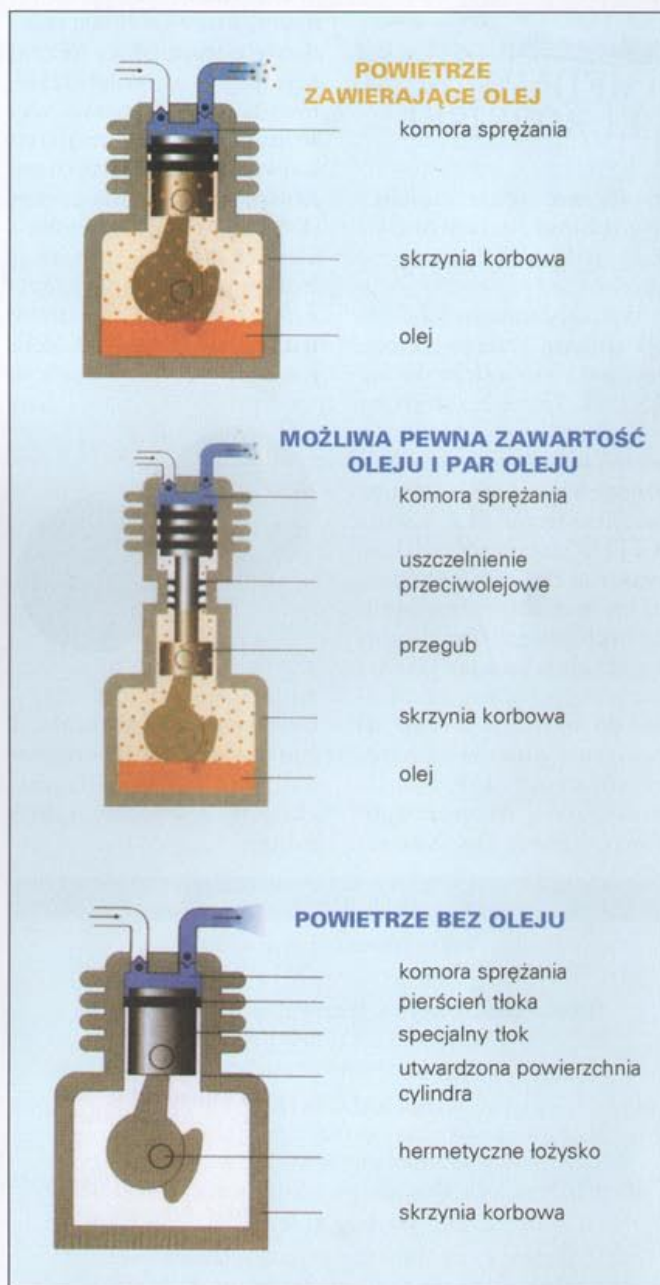 POWIETRZE
ZAWIERAJĄCE OLEJ
komora sprężania
skrzynia korbowa
olej
MOŻLIWA PEWNA ZAWARTOŚĆ
OLEJU I PAR OLEJU
komora sprężania
uszczelnienie
przeciwolejowe
przegub
skrzynia korbowa
olej
POWIETRZE BEZ OLEJU
komora sprężania
pierścień tłoka
specjalny tłok
utwardzona powierzchnia
cylindra
hermetyczne łożysko
skrzynia korbowa